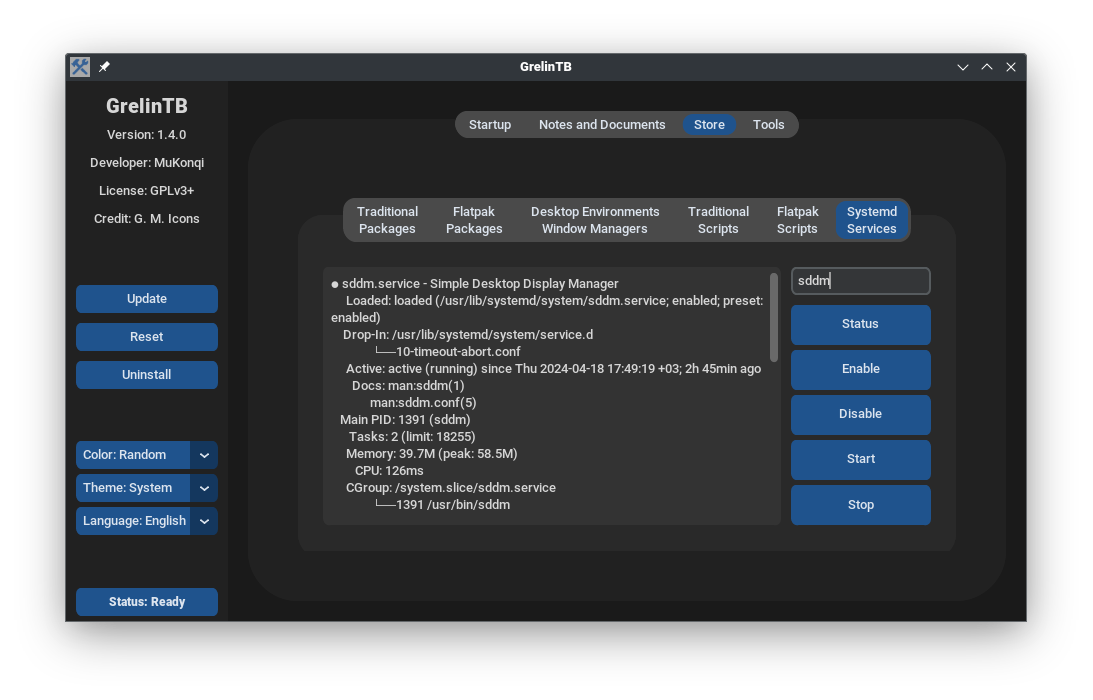 GrelinTB
GrelinTB
Version: 1.4.0
Developer: MuKonqi
License: GPLv3+
Credit: G. M. Icons
Update
Reset
Uninstall
Color: Random
Theme: System
Language: English
Status: Ready
Startup
Notes and Documents
Store
Tools
Traditional
Packages
Flatpak
Packages
Desktop Environments
Window Managers
Traditional
Scripts
Flatpak
Scripts
Systemd
Services
● sddm.service - Simple Desktop Display Manager
Loaded: loaded (/usr/lib/systemd/system/sddm.service; enabled; preset:
enabled)
Drop-In: /usr/lib/systemd/system/service.d
└──10-timeout-abort.conf
Active: active (running) since Thu 2024-04-18 17:49:19 +03; 2h 45min ago
Docs: man:sddm(1)
man:sddm.conf(5)
Main PID: 1391 (sddm)
Tasks: 2 (limit: 18255)
Memory: 39.7M (peak: 58.5M)
CPU: 126ms
CGroup: /system.slice/sddm.service
└──1391 /usr/bin/sddm
sddm
Status
Enable
Disable
Start
Stop